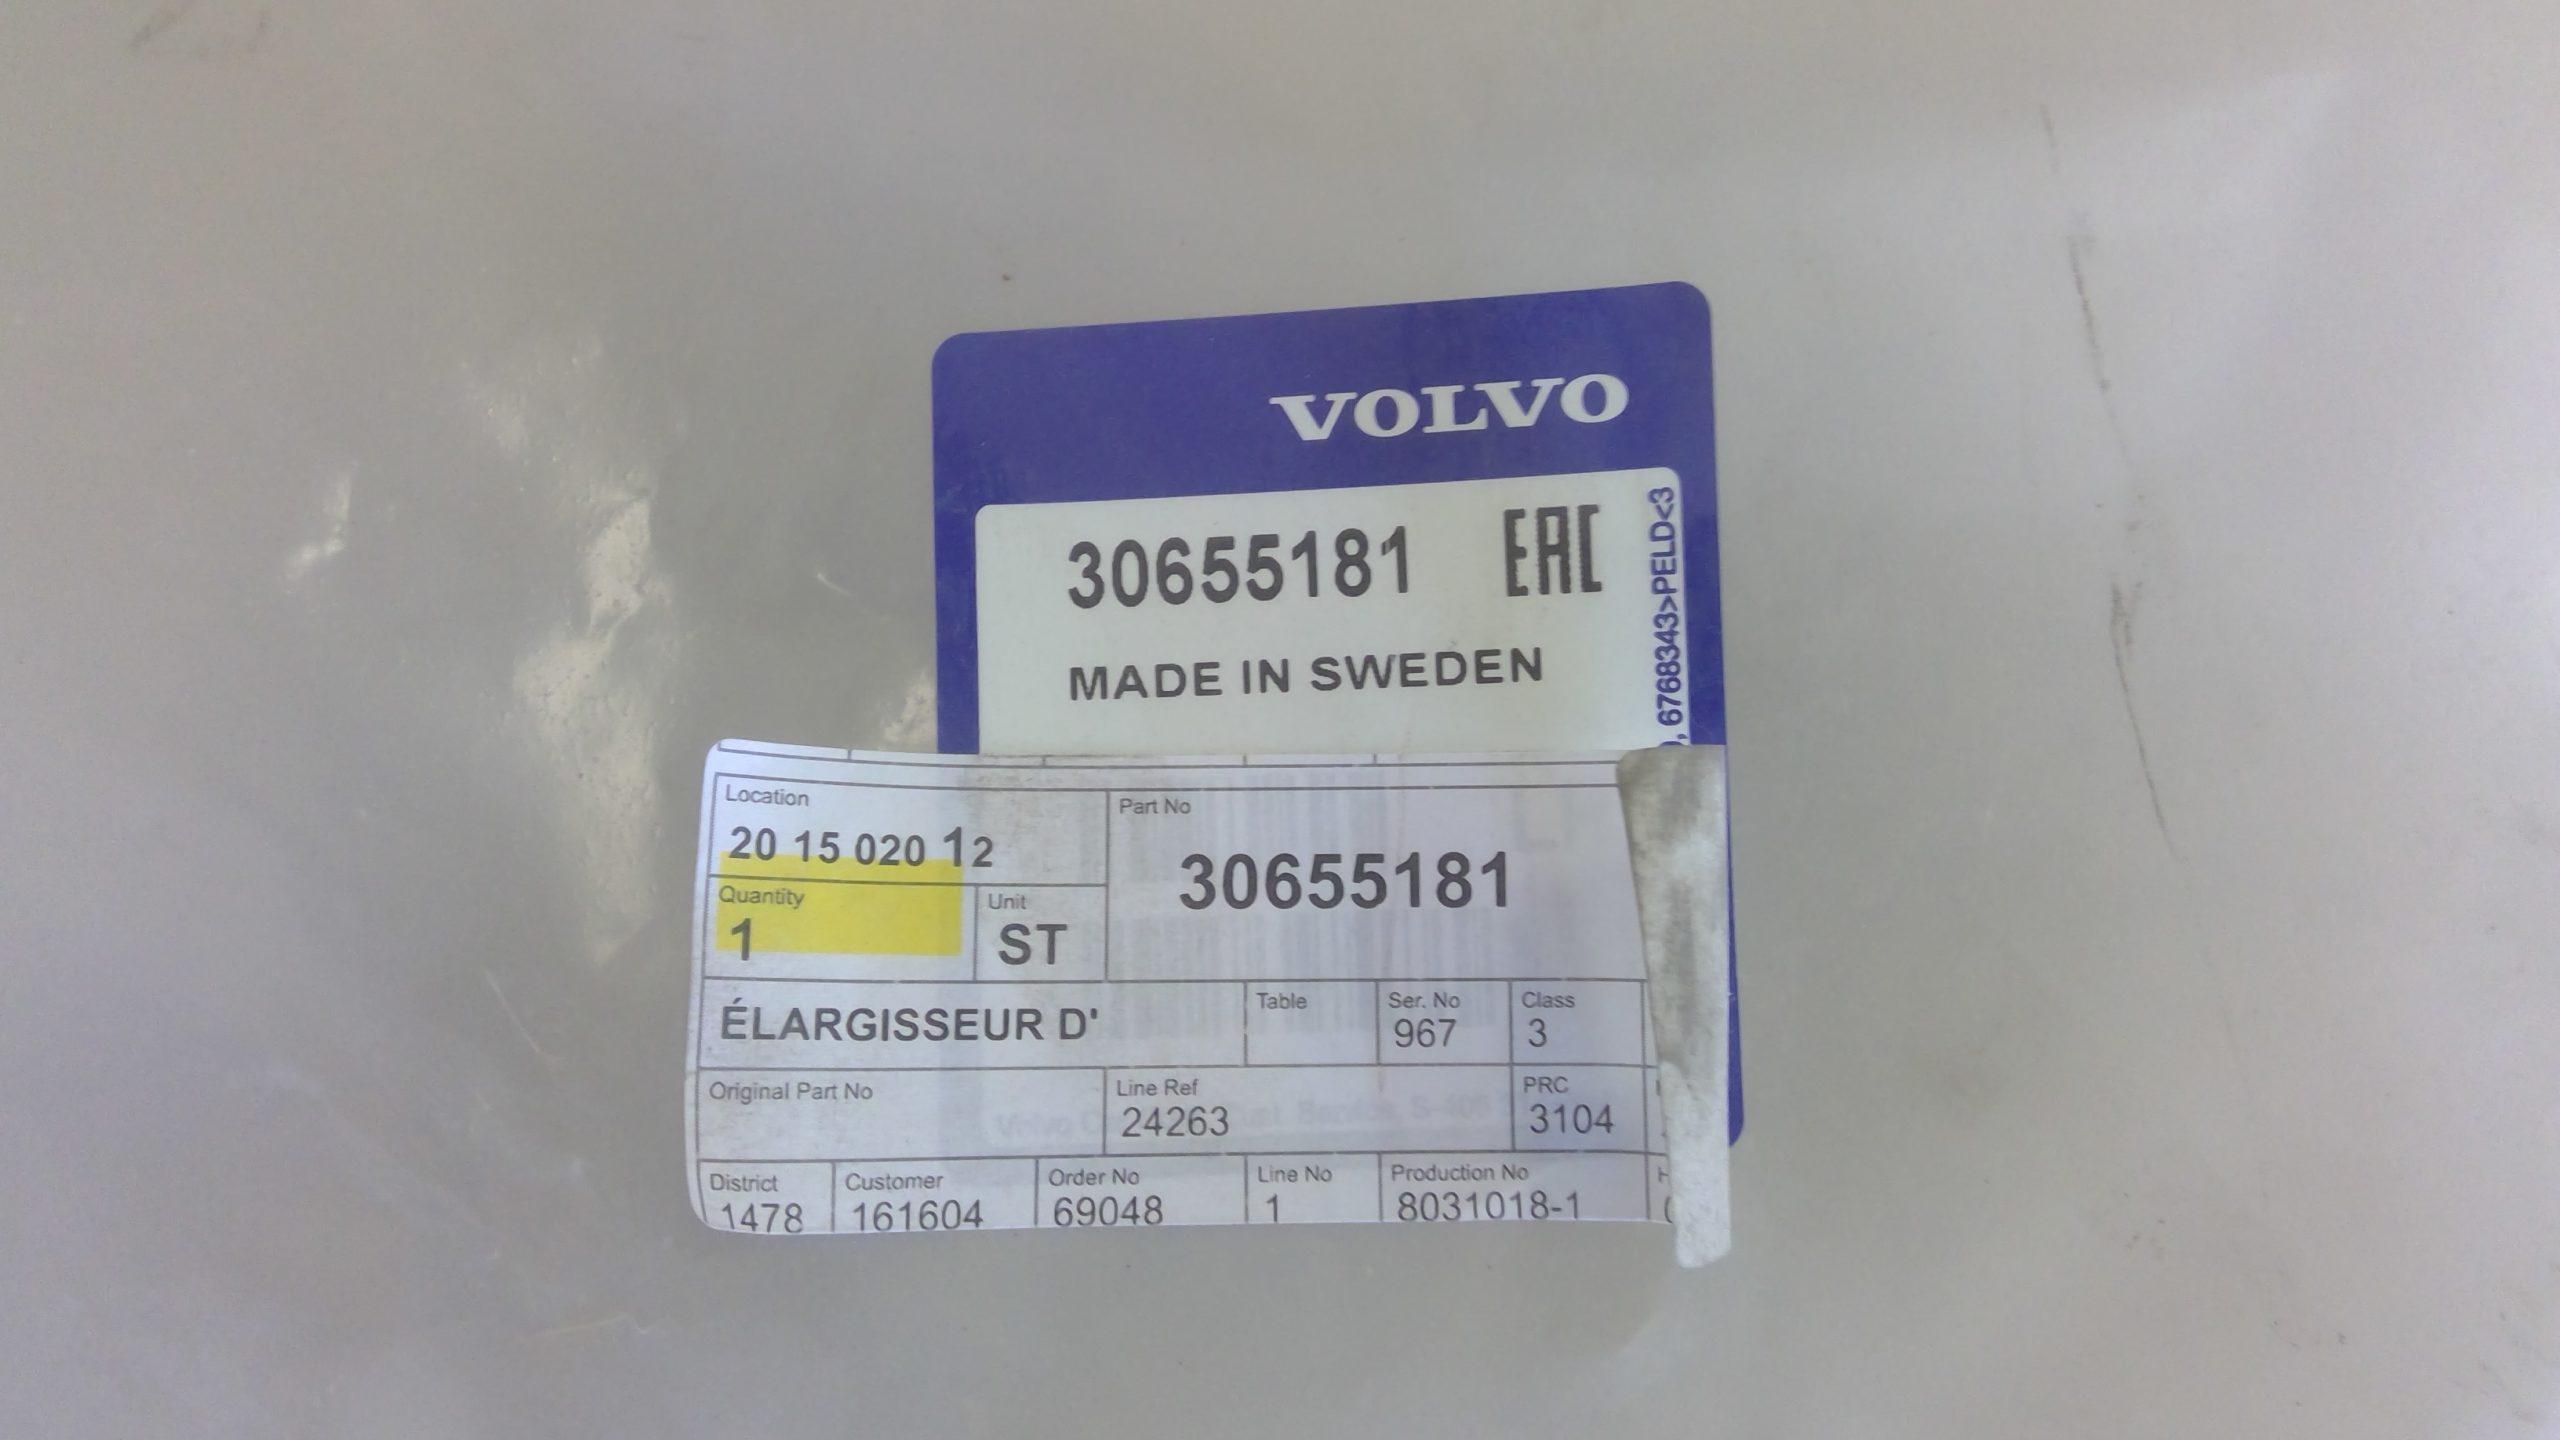 VOLVO
30655181 EAC
MADE IN SWEDEN
, 67683433>PELD<3
Location
20 15 020 12
Part No
30655181
Quantity
1
Unit
ST
ÉLARGISSEUR D'
Table
Ser. No
967
Class
3
Original Part No
Line Ref
24263
PRC
3104
District
1478
Customer
161604
Order No
69048
Line No
1
Production No
8031018-1